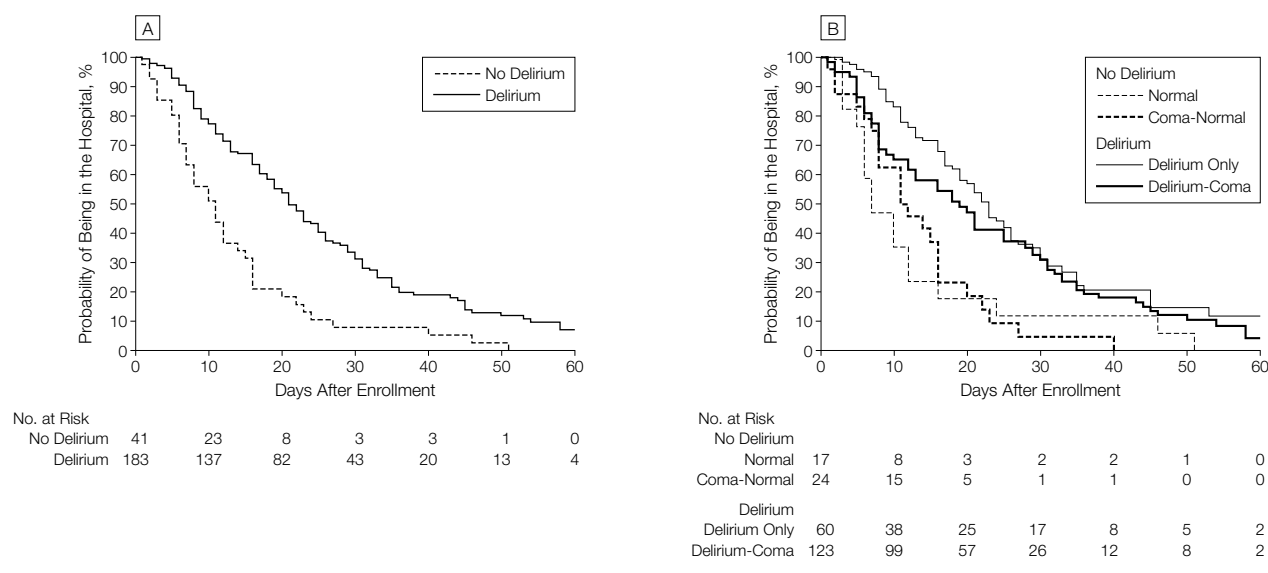 A
Probability of Being in the Hospital, %
100
90
80
70
60
50
40
30
20
10
0
No Delirium
Delirium
0 10 20 30 40 50 60
Days After Enrollment
No. at Risk
No Delirium 41 23 8 3 3 1 0
Delirium 183 137 82 43 20 13 4
B
Probability of Being in the Hospital, %
100
90
80
70
60
50
40
30
20
10
0
No Delirium
Normal
Coma-Normal
Delirium
Delirium Only
Delirium-Coma
0 10 20 30 40 50 60
Days After Enrollment
No. at Risk
No Delirium
Normal 17 8 3 2 2 1 0
Coma-Normal 24 15 5 1 1 0 0
Delirium
Delirium Only 60 38 25 17 8 5 2
Delirium-Coma 123 99 57 26 12 8 2